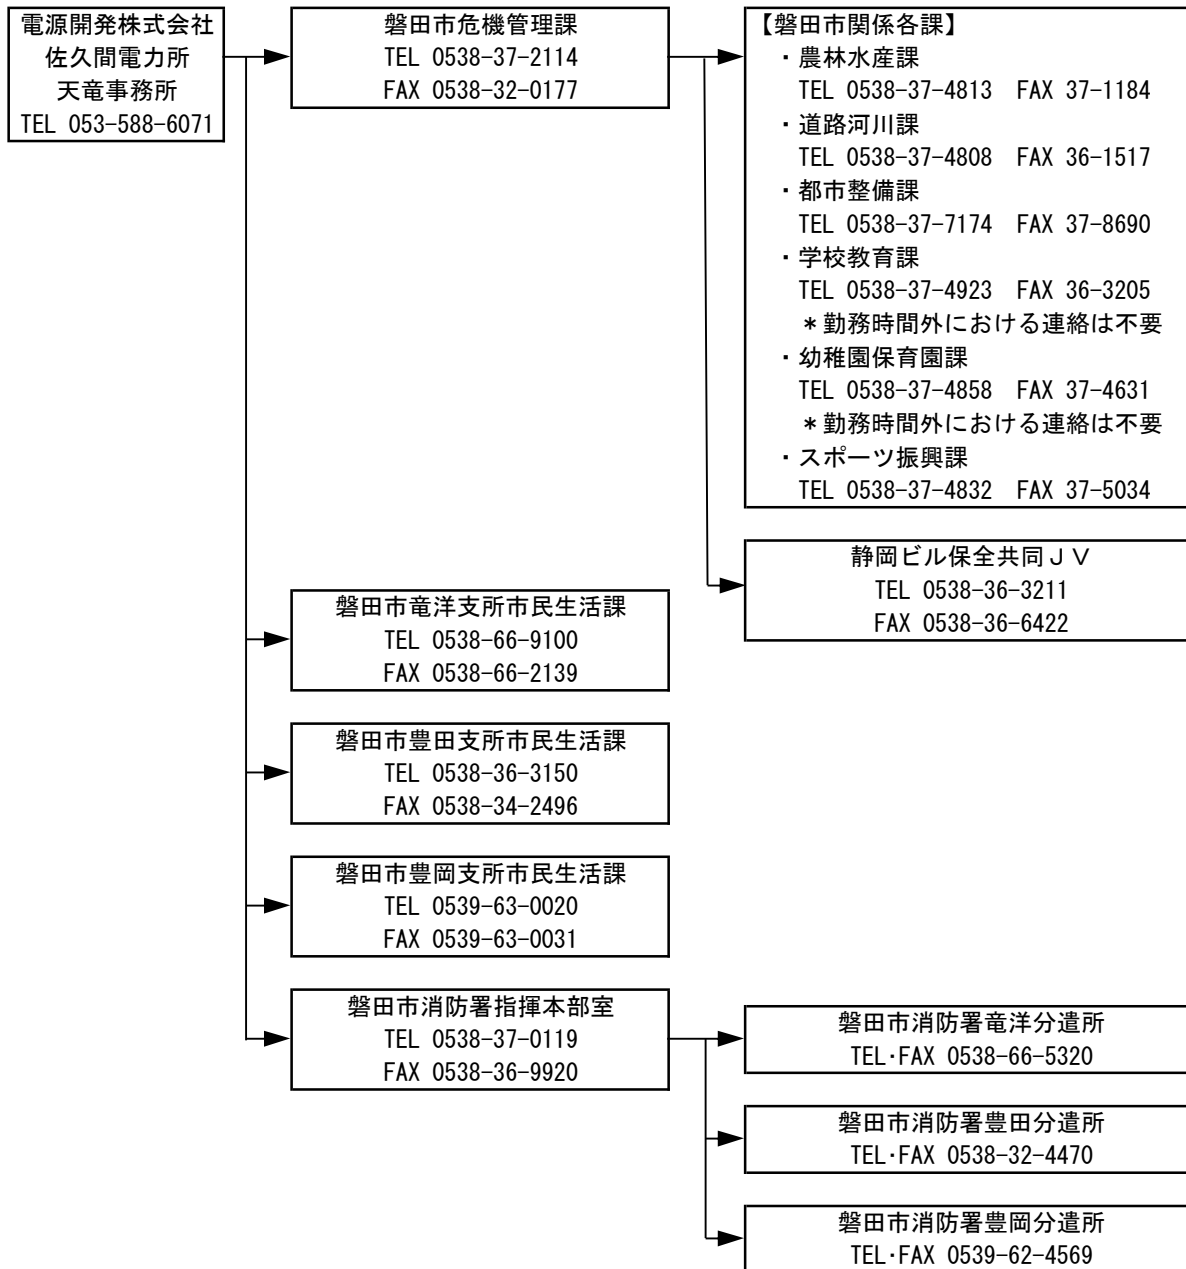 電源開発株式会社
佐久間電力所
天竜事務所
TEL 053-588-6071
磐田市危機管理課
TEL 0538-37-2114
FAX 0538-32-0177
【磐田市関係各課】
・農林水産課
TEL 0538-37-4813 FAX 37-1184
・道路河川課
TEL 0538-37-4808 FAX 36-1517
・都市整備課
TEL 0538-37-7174 FAX 37-8690
・学校教育課
TEL 0538-37-4923 FAX 36-3205
＊勤務時間外における連絡は不要
・幼稚園保育園課
TEL 0538-37-4858 FAX 37-4631
＊勤務時間外における連絡は不要
・スポーツ振興課
TEL 0538-37-4832 FAX 37-5034
静岡ビル保全共同ＪＶ
TEL 0538-36-3211
FAX 0538-36-6422
磐田市竜洋支所市民生活課
TEL 0538-66-9100
FAX 0538-66-2139
磐田市豊田支所市民生活課
TEL 0538-36-3150
FAX 0538-34-2496
磐田市豊岡支所市民生活課
TEL 0539-63-0020
FAX 0539-63-0031
磐田市消防署指揮本部室
TEL 0538-37-0119
FAX 0538-36-9920
磐田市消防署竜洋分遣所
TEL･FAX 0538-66-5320
磐田市消防署豊田分遣所
TEL･FAX 0538-32-4470
磐田市消防署豊岡分遣所
TEL･FAX 0539-62-4569